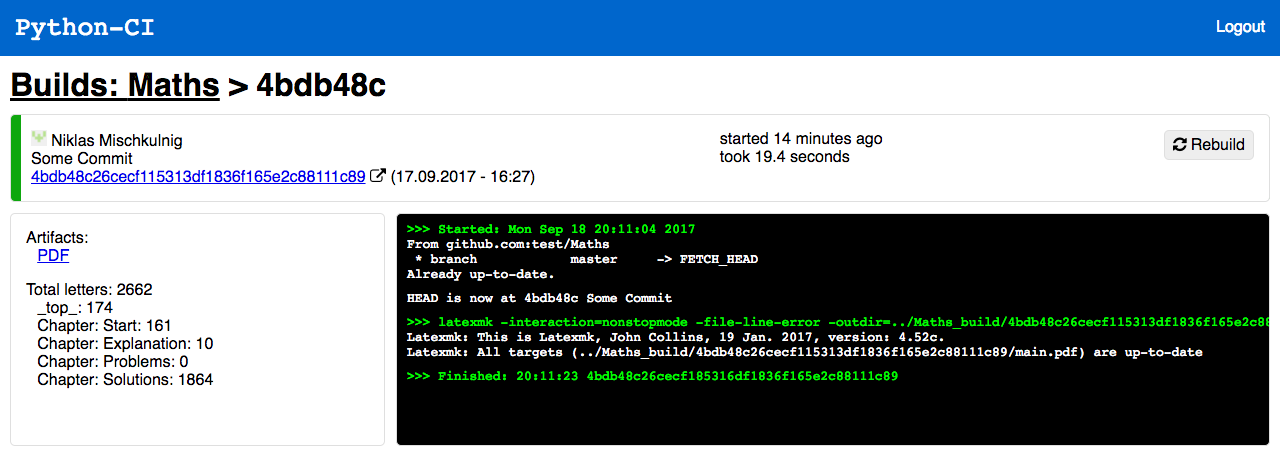 Python-CI
Logout
Builds: Maths > 4bdb48c
Niklas Mischkulnig
Some Commit
4bdb48c26cecf115313df1836f165e2c88111c89 (17.09.2017 - 16:27)
started 14 minutes ago
took 19.4 seconds
Rebuild
Artifacts:
PDF
Total letters: 2662
_top_: 174
Chapter: Start: 161
Chapter: Explanation: 10
Chapter: Problems: 0
Chapter: Solutions: 1864
>>> Started: Mon Sep 18 20:11:04 2017
From github.com:test/Maths
* branch master -> FETCH_HEAD
Already up-to-date.
HEAD is now at 4bdb48c Some Commit
>>> latexmk -interaction=nonstopmode -file-line-error -outdir=../Maths_build/4bdb48c26cecf115313df1836f165e2c88
Latexmk: This is Latexmk, John Collins, 19 Jan. 2017, version: 4.52c.
Latexmk: All targets (../Maths_build/4bdb48c26cecf115313df1836f165e2c88111c89/main.pdf) are up-to-date
>>> Finished: 20:11:23 4bdb48c26cecf185316df1836f165e2c88111c89